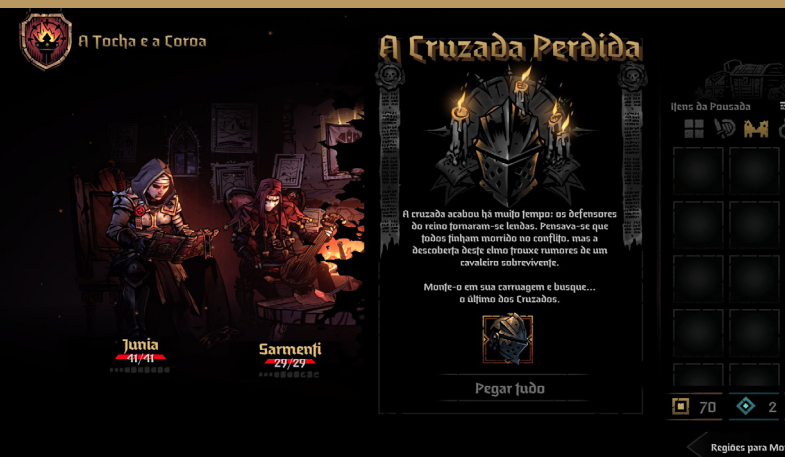 A Tocha e a Coroa
A Cruzada Perdida
Itens da Pousada
A cruzada acabou há muito tempo: os defensores
do reino tornaram-se lendas. Pensava-se que
todos tinham morrido no conflito, mas a
descoberta deste elmo trouxe rumores de um
cavaleiro sobrevivente.
Monte-o em sua carruagem e busque...
o último dos Cruzados.
Junia
41/41
Sarmenti
29/29
Pegar tudo
70
2
Regiões para Mo